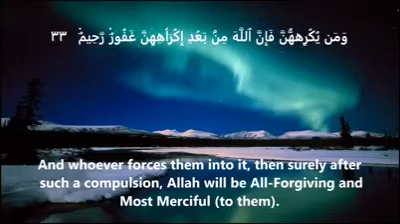 وَمَن يُكْرِههُّنَّ فَإِنَّ ٱللَّهَ مِنۢ بَعْدِ إِكْرَٰهِهِنَّ غَفُورٌ رَّحِيمٌ ٣٣
And whoever forces them into it, then surely after
such a compulsion, Allah will be All-Forgiving and
Most Merciful (to them).